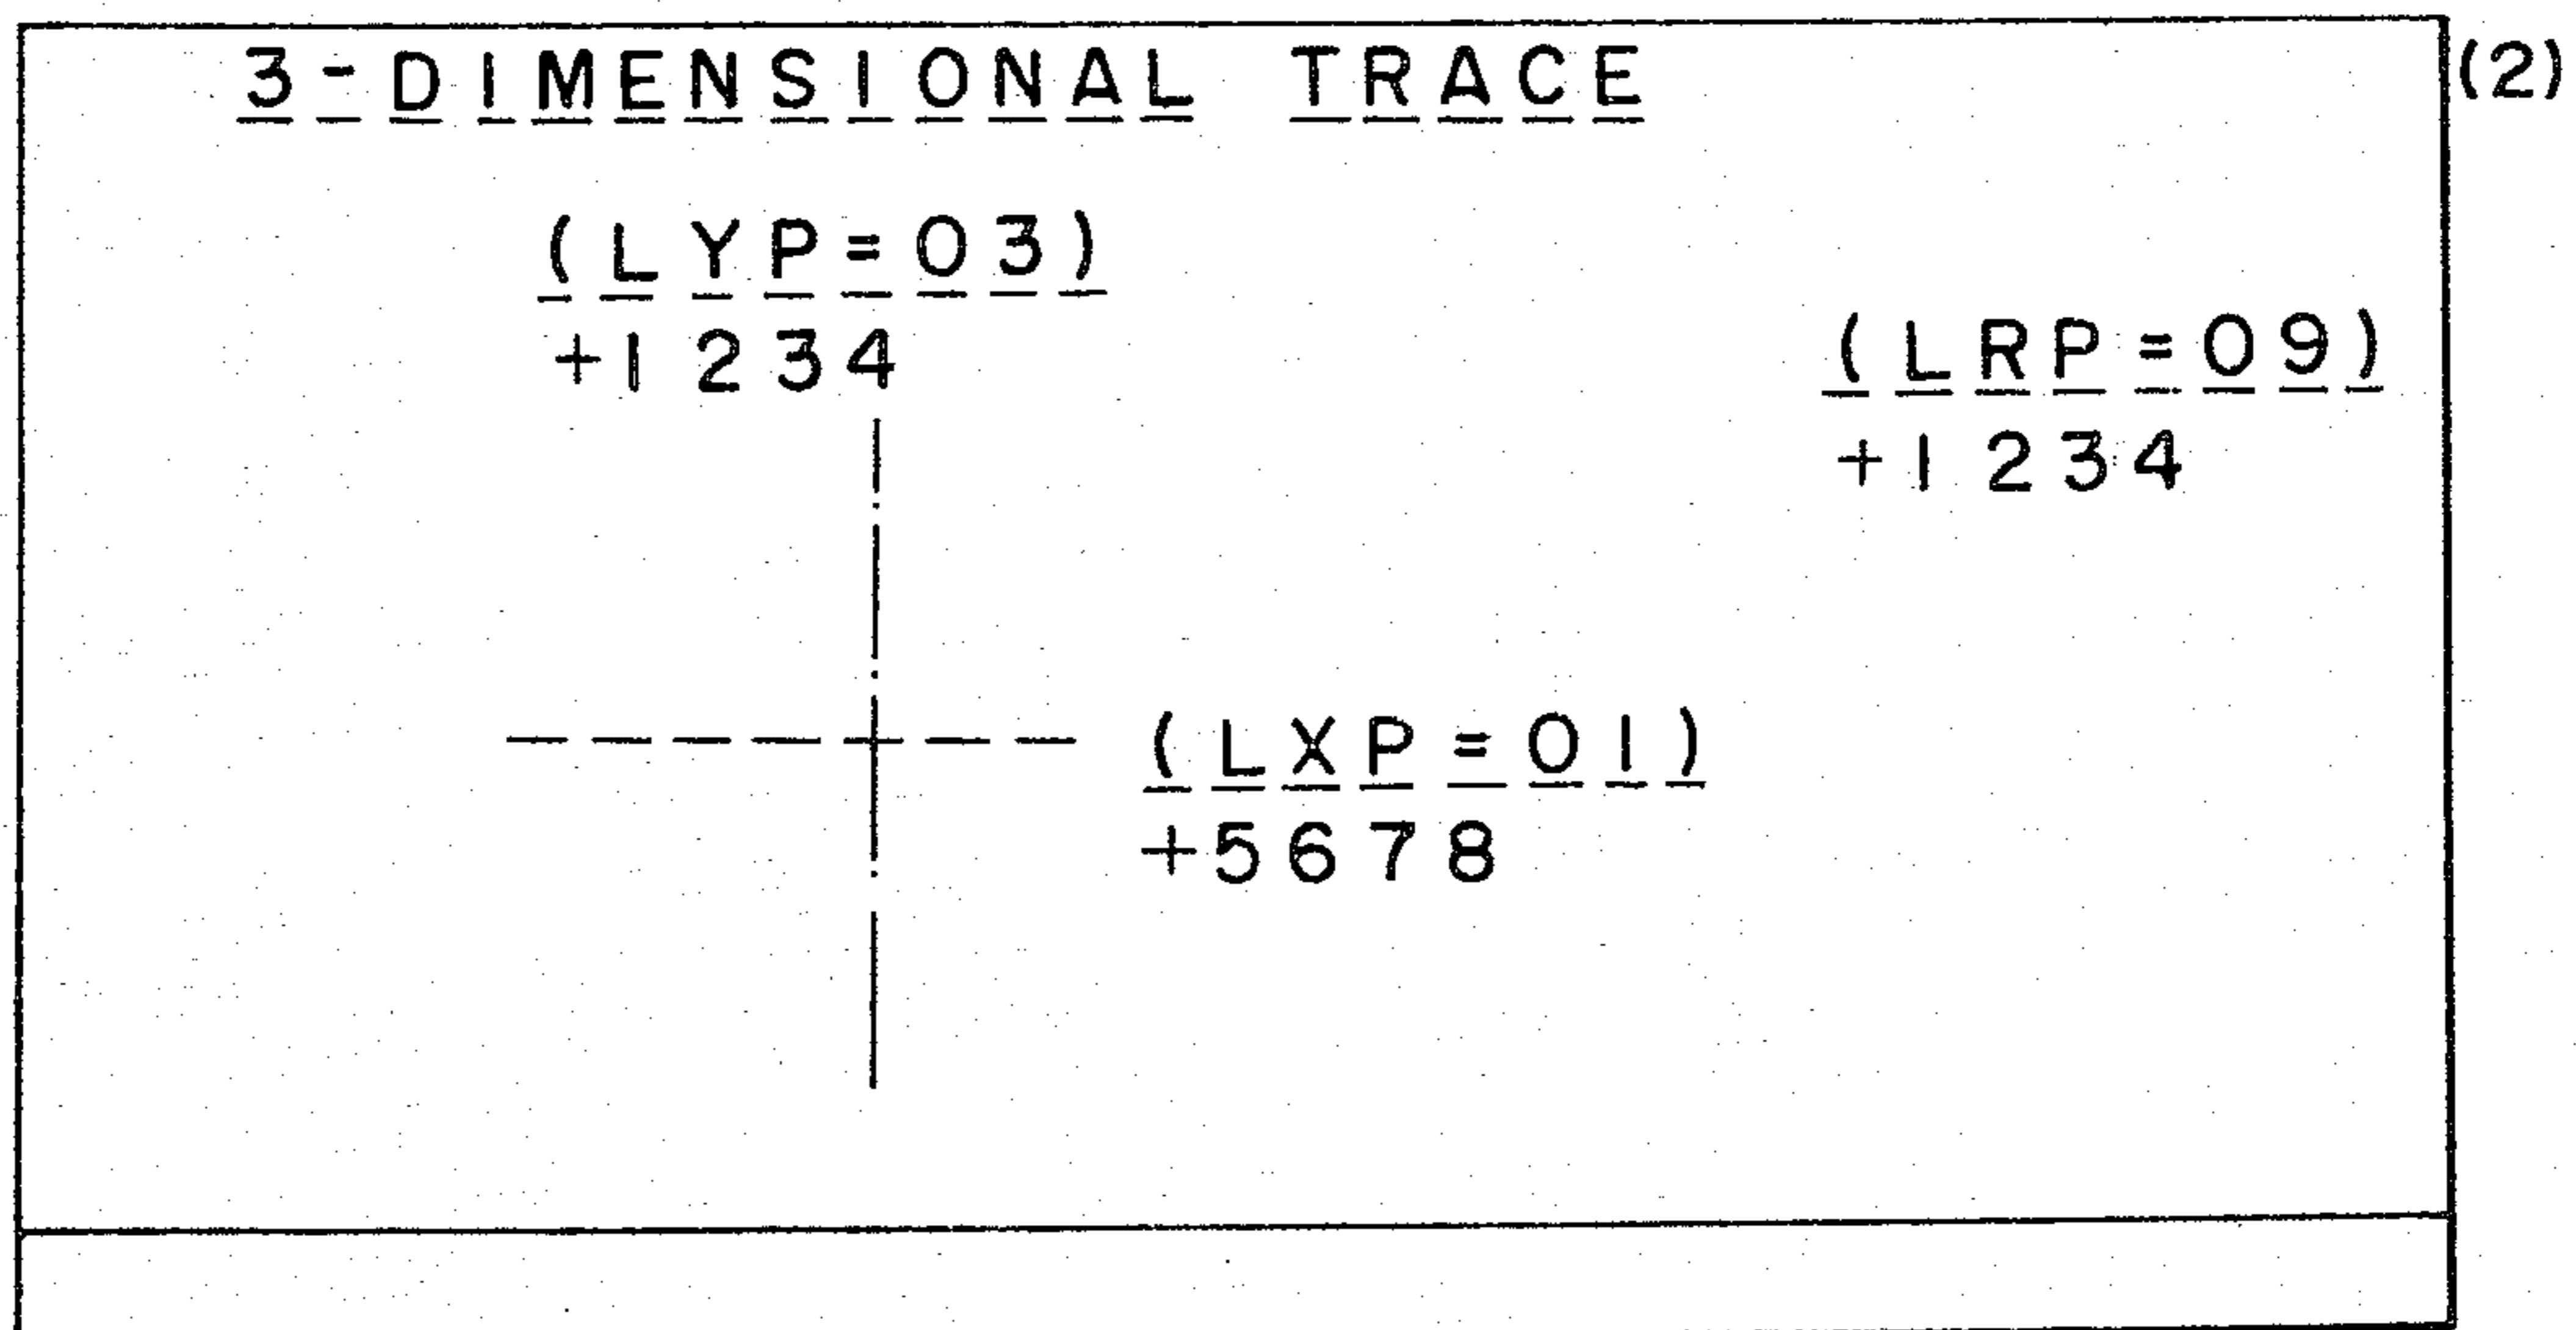 3-DIMENSIONAL TRACE
(2)
(LYP=03)
+1234
(LRP=09)
+1234
(LXP=01)
+5678